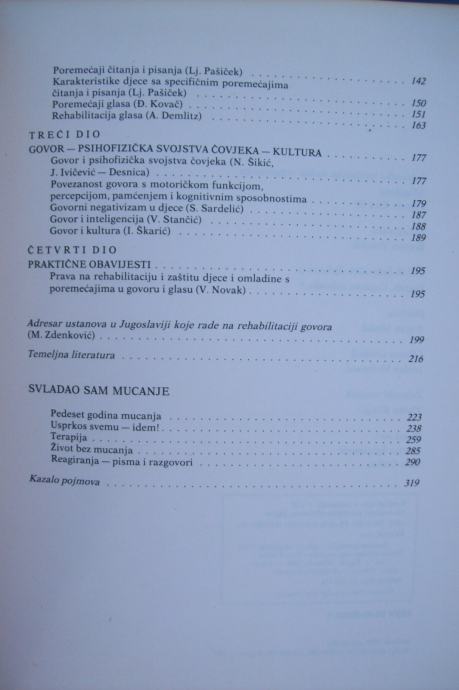 Poremećaji čitanja i pisanja (Lj. Pašiček) . . . . . . . . . . . . . . . . 142
Karakteristike djece sa specifičnim poremećajima
čitanja i pisanja (Lj. Pašiček) . . . . . . . . . . . . . . . . 150
Poremećaji glasa (Đ. Kovač) . . . . . . . . . . . . . . . . 151
Rehabilitacija glasa (A. Demlitz) . . . . . . . . . . . . . . . . 163
TREĆI DIO
GOVOR — PSIHOFIZIČKA SVOJSTVA ČOVJEKA — KULTURA . . . . . . . . 177
Govor i psihofizička svojstva čovjeka (N. Šikić,
J. Ivičević — Desnica) . . . . . . . . . . . . . . . . 177
Povezanost govora s motoričkom funkcijom,
percepcijom, pamćenjem i kognitivnim sposobnostima . . . . . . . . 179
Govorni negativizam u djece (S. Sardelić) . . . . . . . . . . . . 187
Govor i inteligencija (V. Stančić) . . . . . . . . . . . . . . . . 188
Govor i kultura (I. Škarić) . . . . . . . . . . . . . . . . 189
ČETVRTI DIO
PRAKTIČNE OBAVIJESTI . . . . . . . . . . . . . . . . 195
Prava na rehabilitaciju i zaštitu djece i omladine s
poremećajima u govoru i glasu (V. Novak) . . . . . . . . . . . . 195
Adresar ustanova u Jugoslaviji koje rade na rehabilitaciji govora
(M. Zdenković) . . . . . . . . . . . . . . . . 199
Temeljna literatura . . . . . . . . . . . . . . . . 216
SVLADAO SAM MUCANJE
Pedeset godina mucanja . . . . . . . . . . . . . . . . 223
Usprkos svemu — idem! . . . . . . . . . . . . . . . . 238
Terapija . . . . . . . . . . . . . . . . 259
Život bez mucanja . . . . . . . . . . . . . . . . 285
Reagiranja — pisma i razgovori . . . . . . . . . . . . . . . . 290
Kazalo pojmova . . . . . . . . . . . . . . . . 319